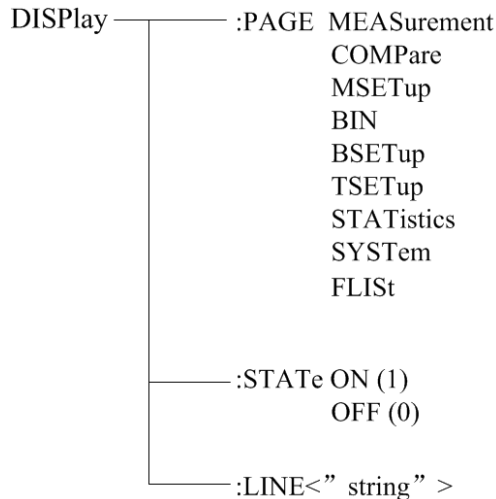 DISPlay :PAGE MEASurement
COMPare
MSETup
BIN
BSETup
TSETup
STATistics
SYSTem
FLISt
:STATe ON (1)
OFF (0)
:LINE<” string” >